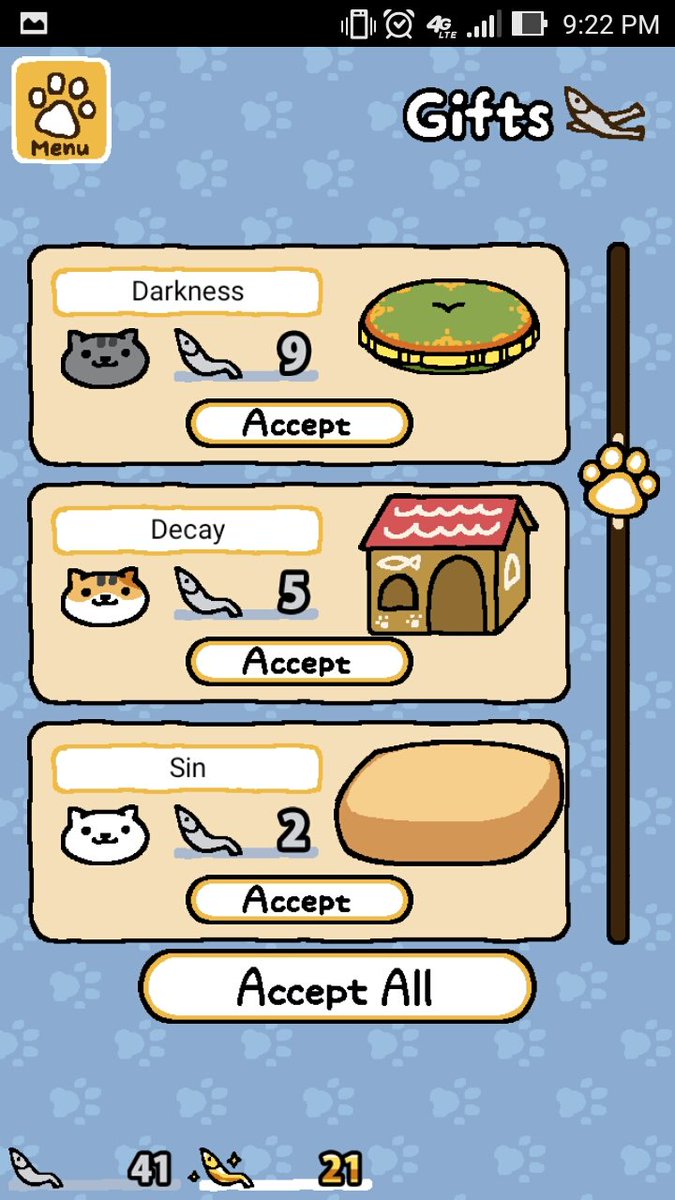 4G LTE 9:22 PM
Menu
Gifts
Darkness
9
Accept
Decay
5
Accept
Sin
2
Accept
Accept All
41 21